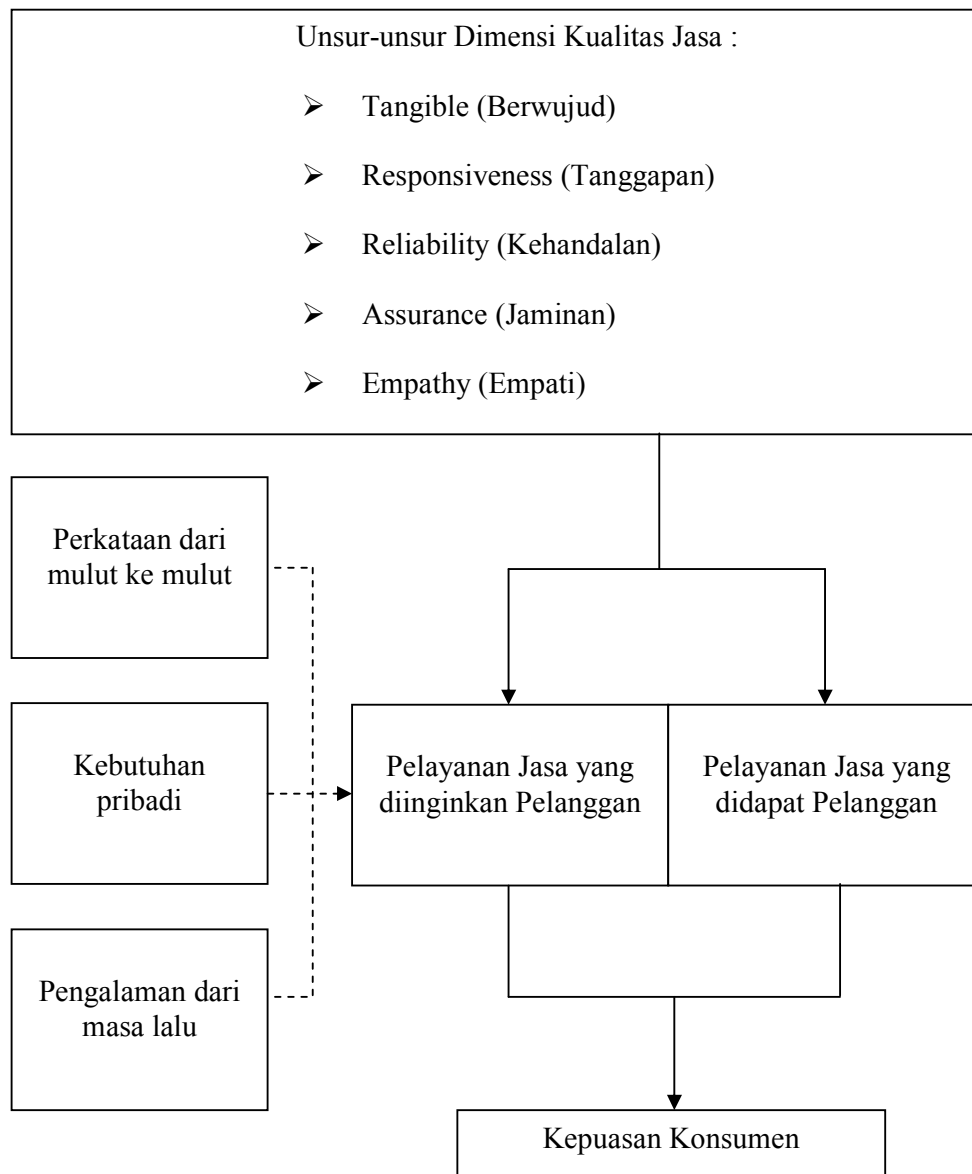 Unsur-unsur Dimensi Kualitas Jasa :
➢ Tangible (Berwujud)
➢ Responsiveness (Tanggapan)
➢ Reliability (Kehandalan)
➢ Assurance (Jaminan)
➢ Empathy (Empati)
Perkataan dari
mulut ke mulut
Kebutuhan
pribadi
Pengalaman dari
masa lalu
Pelayanan Jasa yang
diinginkan Pelanggan
Pelayanan Jasa yang
didapat Pelanggan
Kepuasan Konsumen